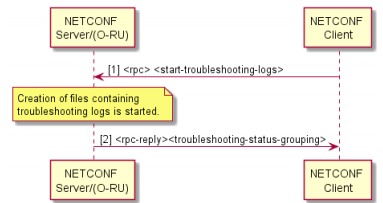 NETCONF
Server/(O-RU)
NETCONF
Client
[1] <rpc> <start-troubleshooting-logs>
Creation of files containing
troubleshooting logs is started.
[2] <rpc-reply><troubleshooting-status-grouping>
NETCONF
Server/(O-RU)
NETCONF
Client